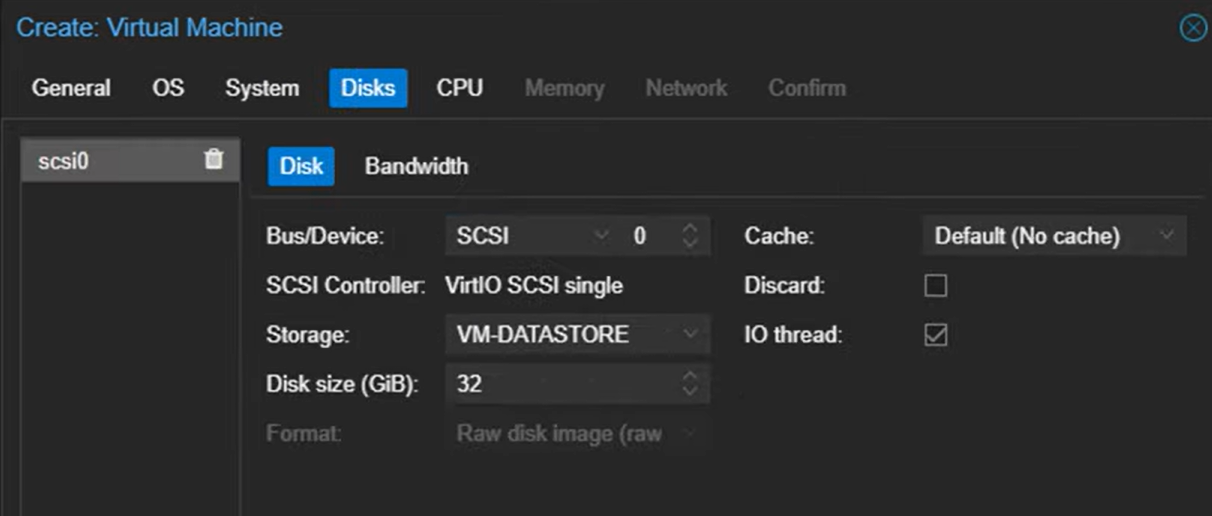 Create: Virtual Machine
General OS System Disks CPU Memory Network Confirm
scsi0
Disk Bandwidth
Bus/Device: SCSI 0 Cache: Default (No cache)
SCSI Controller: VirtIO SCSI single Discard:
Storage: VM-DATASTORE IO thread:
Disk size (GiB): 32
Format: Raw disk image (raw